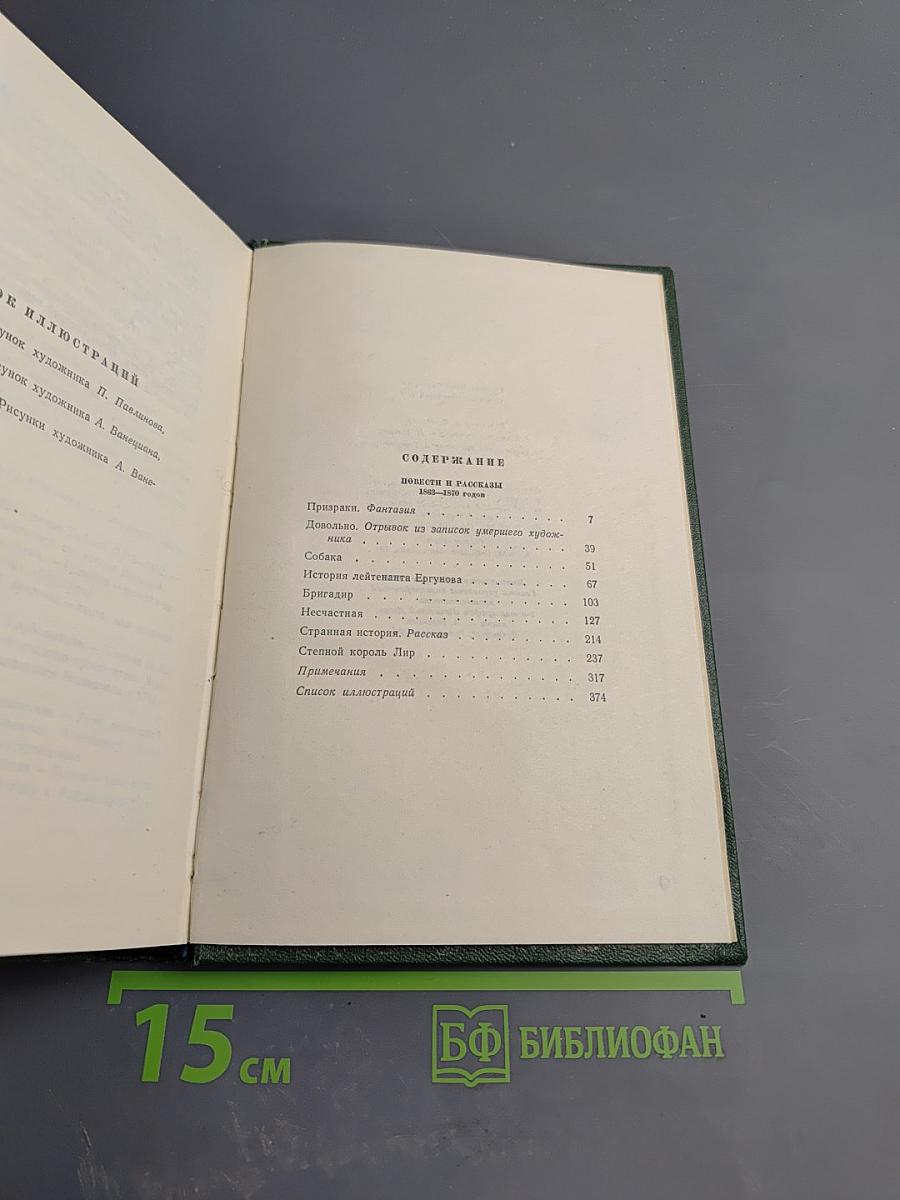 ОК ИЛЛЮСТРАЦИЙ
унок художника П. Павлинова,
унок художника А. Ванециана,
Рисунки художника А. Ване-
СОДЕРЖАНИЕ
ПОВЕСТИ И РАССКАЗЫ
1863—1870 годов
Призраки. Фантазия . . . . . . . . . . . 7
Довольно. Отрывок из записок умершего худож-
ника . . . . . . . . . . . . . . . 39
Собака . . . . . . . . . . . . . . . 51
История лейтенанта Ергунова . . . . . . . . 67
Бригадир . . . . . . . . . . . . . . 103
Несчастная . . . . . . . . . . . . . 127
Странная история. Рассказ . . . . . . . . . 214
Степной король Лир . . . . . . . . . . . 237
Примечания . . . . . . . . . . . . . 317
Список иллюстраций . . . . . . . . . . . 374
15 см
БФ БИБЛИОФАН